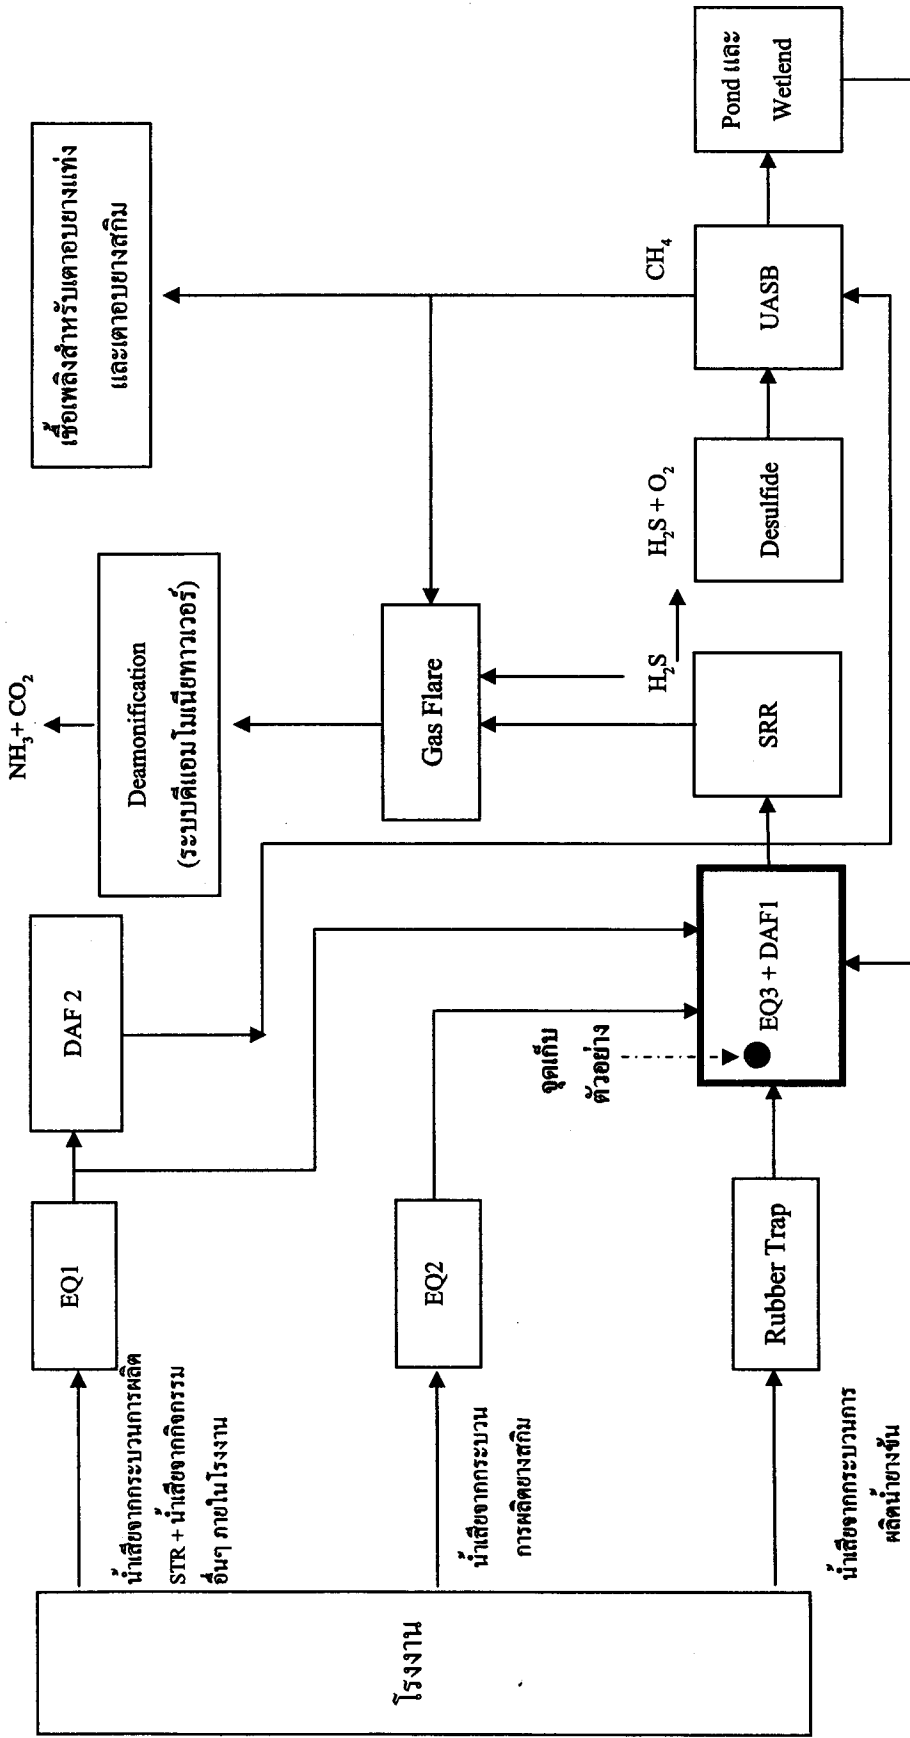 โรงงาน
น้ำเสียจากกระบวนการผลิต
STR + น้ำเสียจากกิจกรรม
อื่นๆ ภายในโรงงาน
EQ1
DAF 2
NH₃+ CO₂
Deamonification
(ระบบดีแอมโมเนียทาวเวอร์)
เชื้อเพลิงสำหรับเตาอบยางแท่ง
และเตาอบยางสกิม
น้ำเสียจากกระบวน
การผลิตยางสกิม
EQ2
Gas Flare
จุดเก็บ
ตัวอย่าง
H₂S
H₂S + O₂
CH₄
น้ำเสียจากกระบวนการ
ผลิตน้ำยางข้น
Rubber Trap
EQ3 + DAF1
SRR
Desulfide
UASB
Pond และ
Wetlend